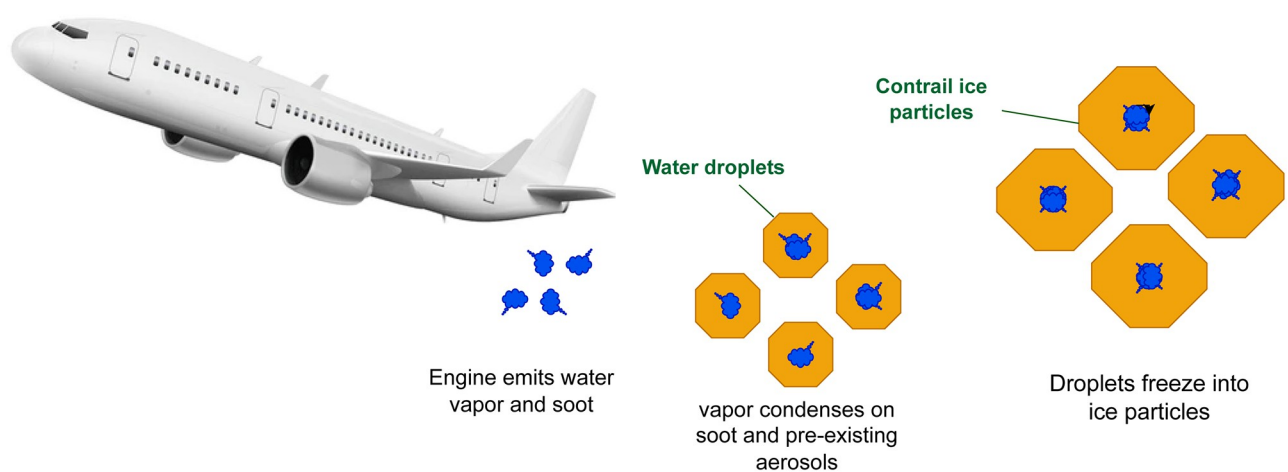 Engine emits water
vapor and soot
Water droplets
vapor condenses on
soot and pre-existing
aerosols
Contrail ice
particles
Droplets freeze into
ice particles